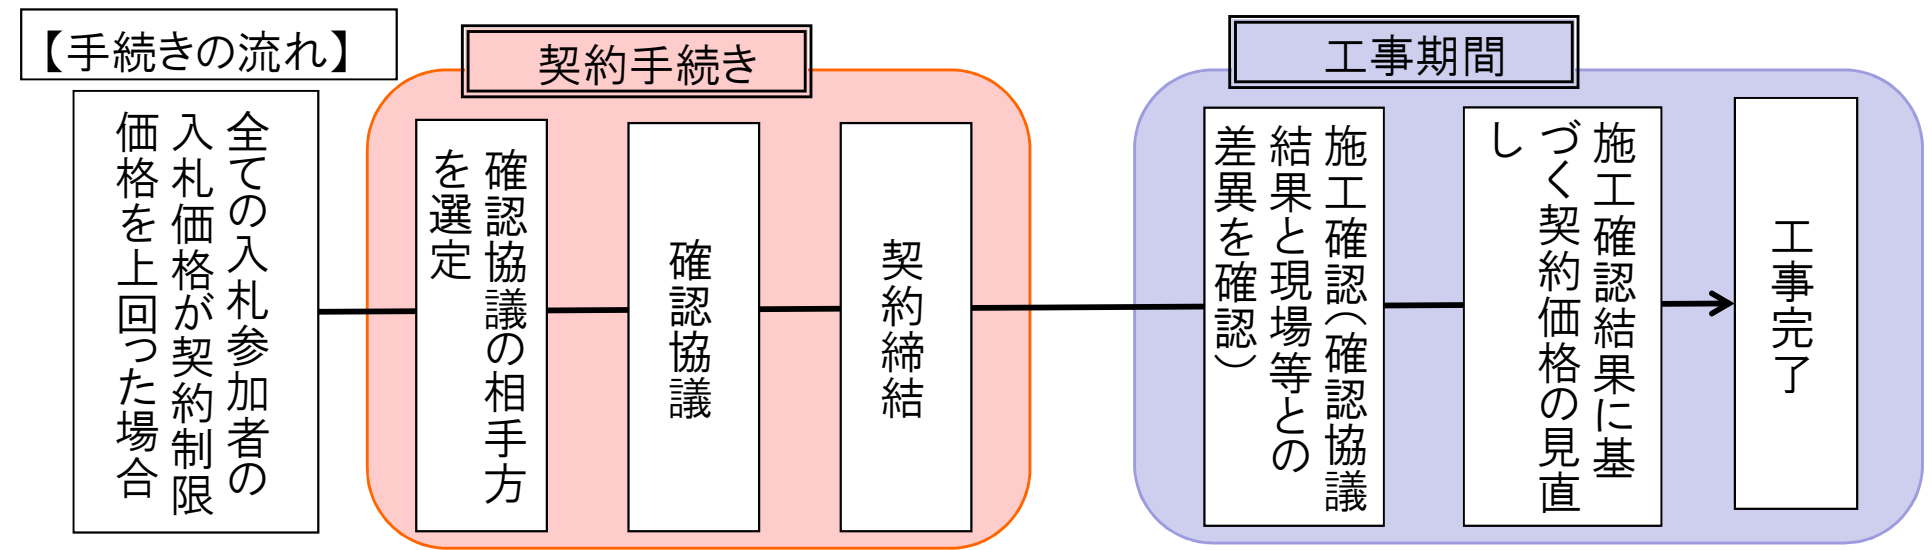 【手続きの流れ】
全ての入札参加者の
入札価格が契約制限
価格を上回った場合
契約手続き
確認協議の相手方
を選定
確認協議
契約締結
工事期間
施工確認（確認協議
結果と現場等との
差異を確認）
施工確認結果に基
づく契約価格の見直
し
工事完了